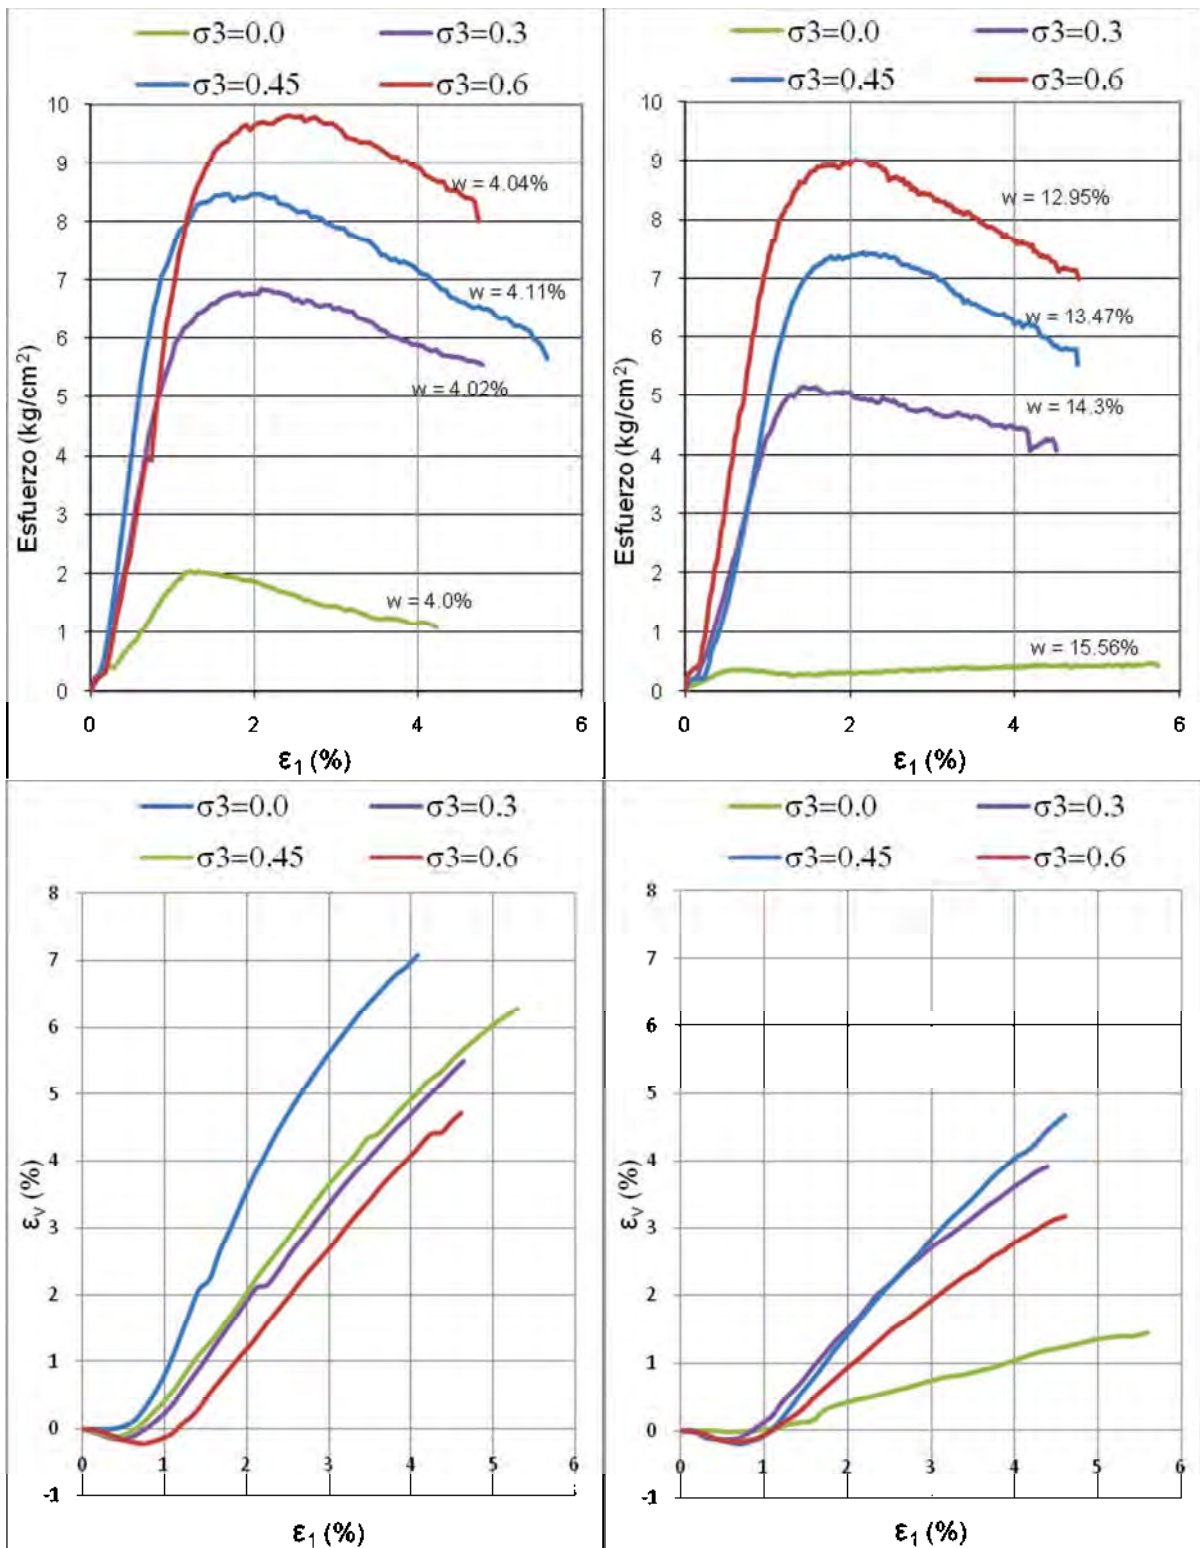 σ3=0.0 σ3=0.3
σ3=0.45 σ3=0.6
10
9
8
7
6
5
4
3
2
1
0
Esfuerzo (kg/cm²)
w = 4.04%
w = 4.11%
w = 4.02%
w = 4.0%
0 2 4 6
ε₁ (%)
σ3=0.0 σ3=0.3
σ3=0.45 σ3=0.6
10
9
8
7
6
5
4
3
2
1
0
Esfuerzo (kg/cm²)
w = 12.95%
w = 13.47%
w = 14.3%
w = 15.56%
0 2 4 6
ε₁ (%)
σ3=0.0 σ3=0.3
σ3=0.45 σ3=0.6
8
7
6
5
4
3
2
1
0
-1
εᵥ (%)
0 1 2 3 4 5 6
ε₁ (%)
σ3=0.0 σ3=0.3
σ3=0.45 σ3=0.6
8
7
6
5
4
3
2
1
0
-1
εᵥ (%)
0 1 2 3 4 5 6
ε₁ (%)